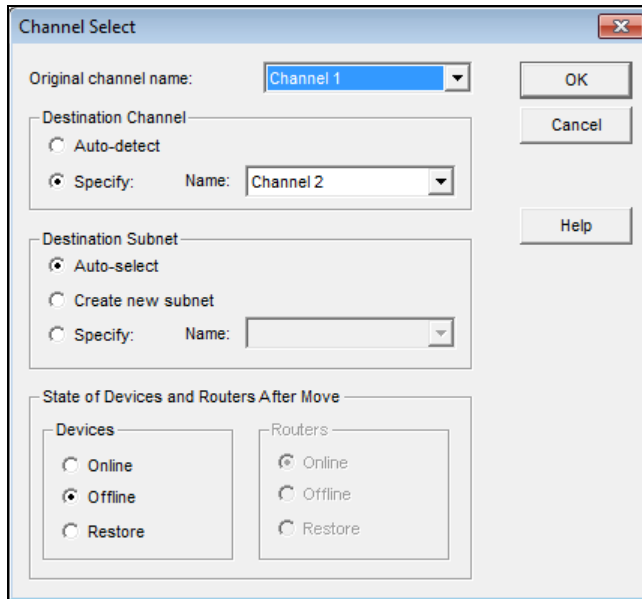 Channel Select
Original channel name: Channel 1
OK
Cancel
Help
Destination Channel
Auto-detect
Specify: Name: Channel 2
Destination Subnet
Auto-select
Create new subnet
Specify: Name:
State of Devices and Routers After Move
Devices
Online
Offline
Restore
Routers
Online
Offline
Restore